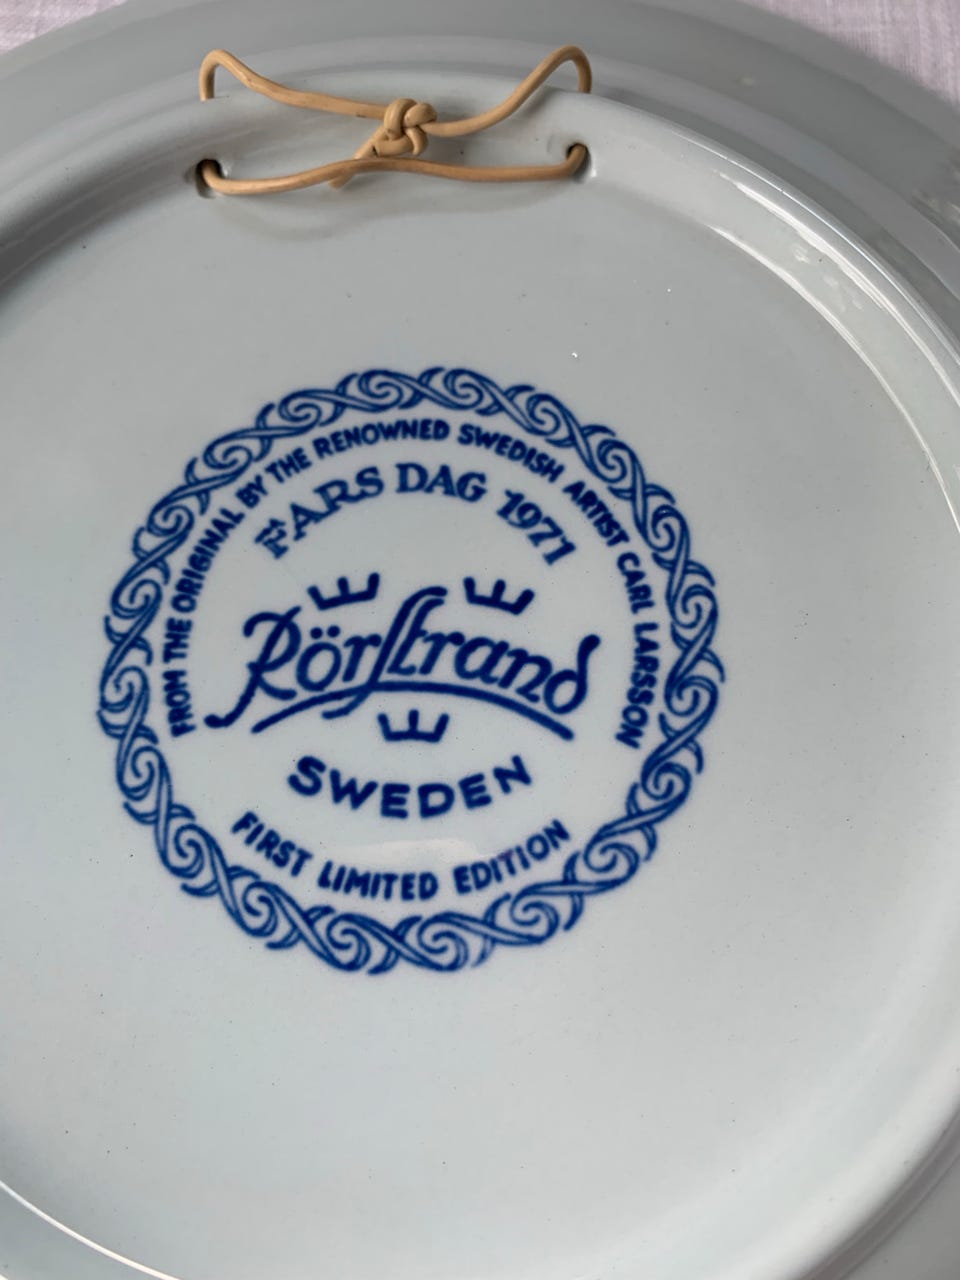 FROM THE ORIGINAL BY THE RENOWNED SWEDISH ARTIST CARL LARSSON
FARS DAG 1971
Rörstrand
SWEDEN
FIRST LIMITED EDITION